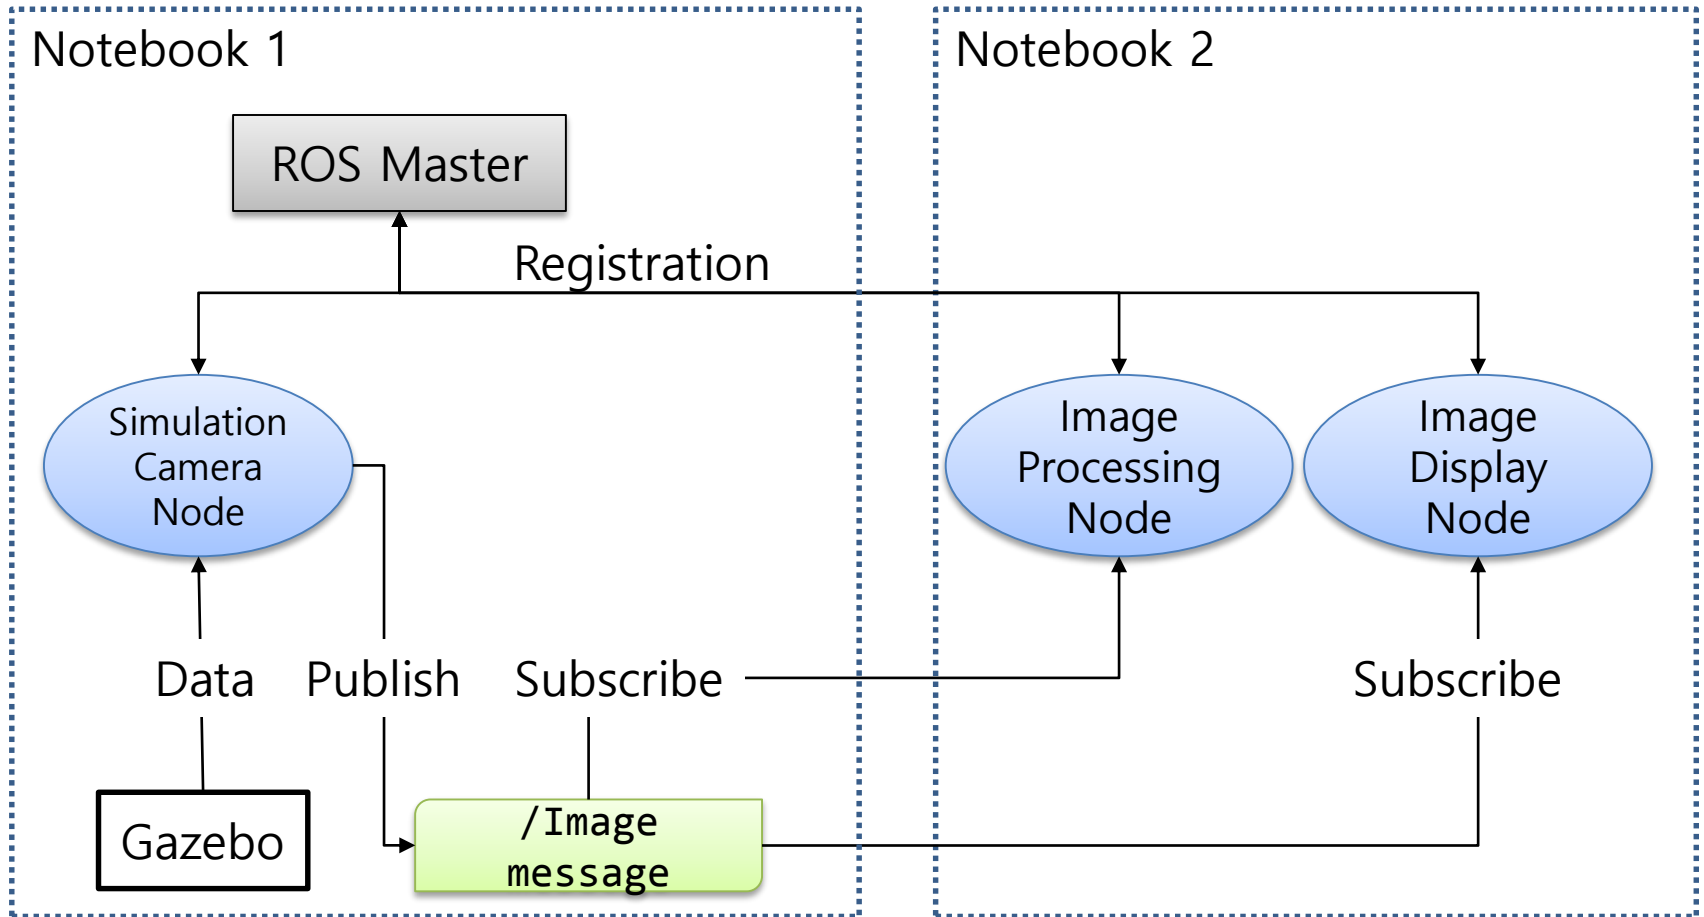 Notebook 1
Notebook 2
ROS Master
Registration
Simulation
Camera
Node
Image
Processing
Node
Image
Display
Node
Data
Publish
Subscribe
Subscribe
Gazebo
/Image
message